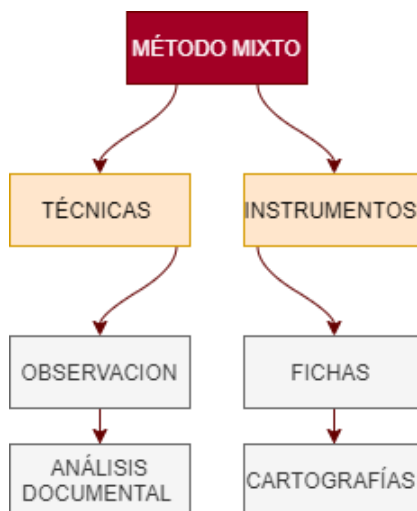 MÉTODO MIXTO
TÉCNICAS
INSTRUMENTOS
OBSERVACION
FICHAS
ANÁLISIS
DOCUMENTAL
CARTOGRAFÍAS